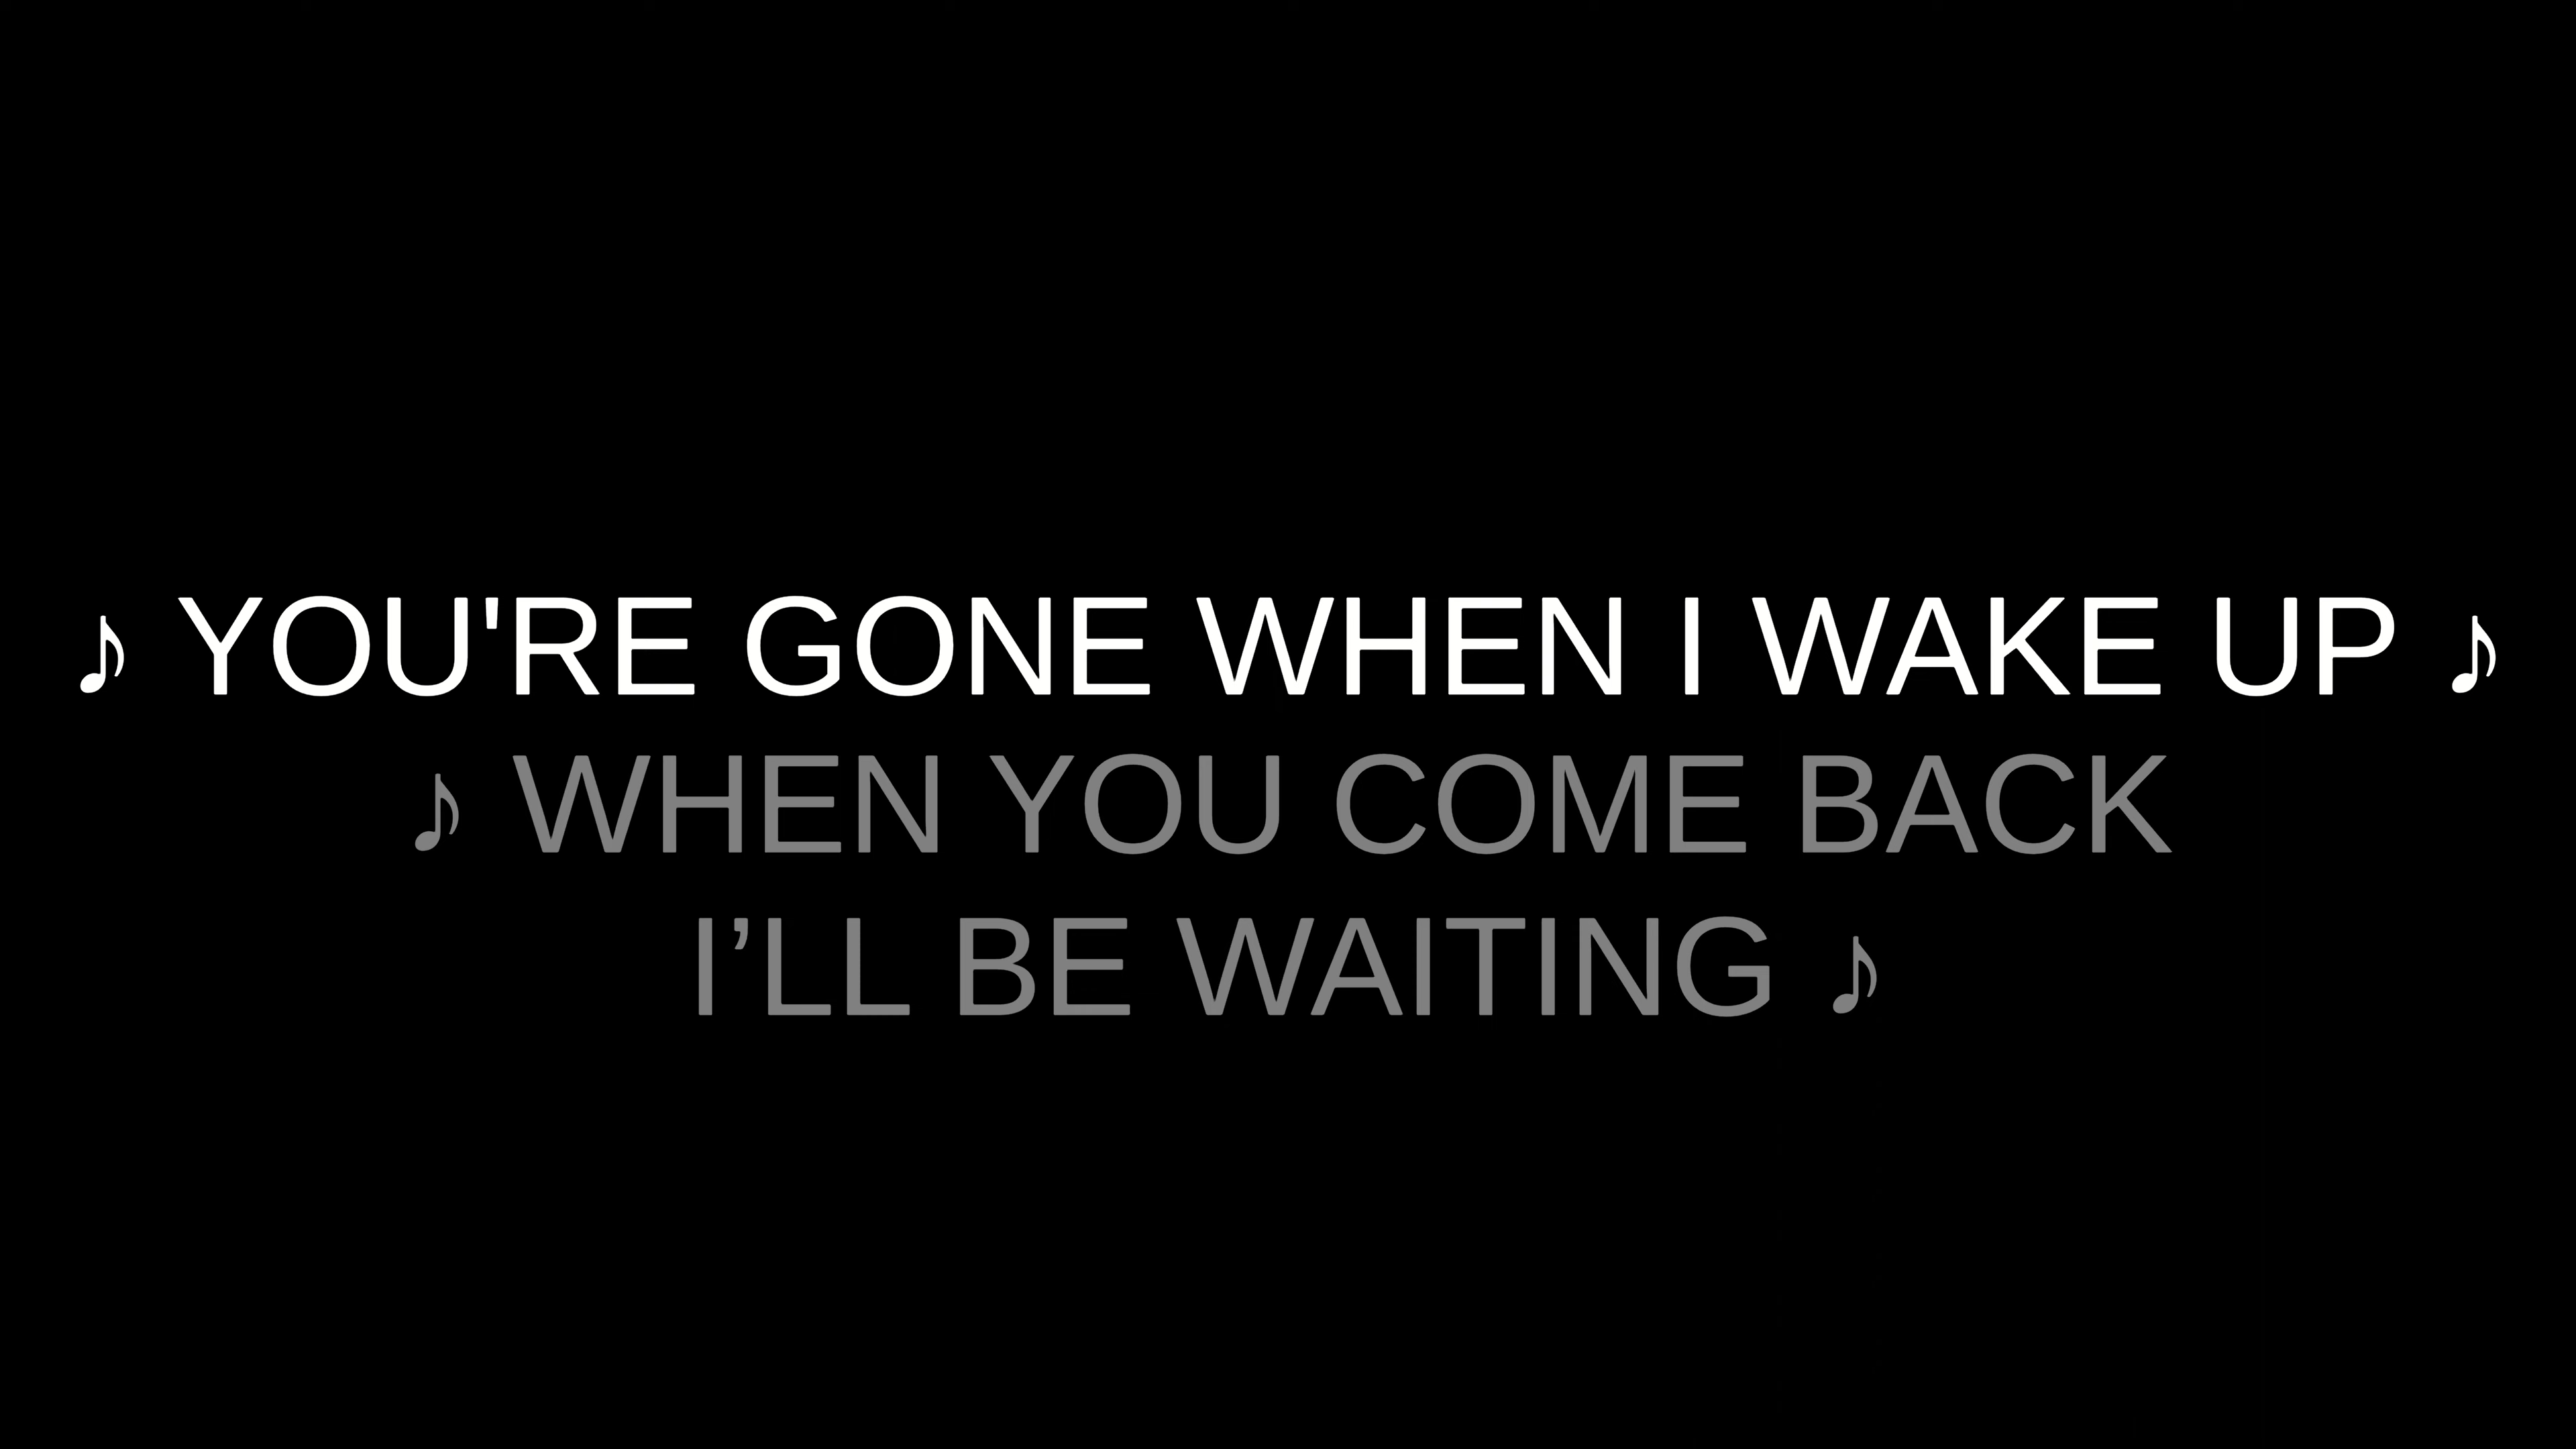 ♪ YOU'RE GONE WHEN I WAKE UP ♪
♪ WHEN YOU COME BACK
I’LL BE WAITING ♪